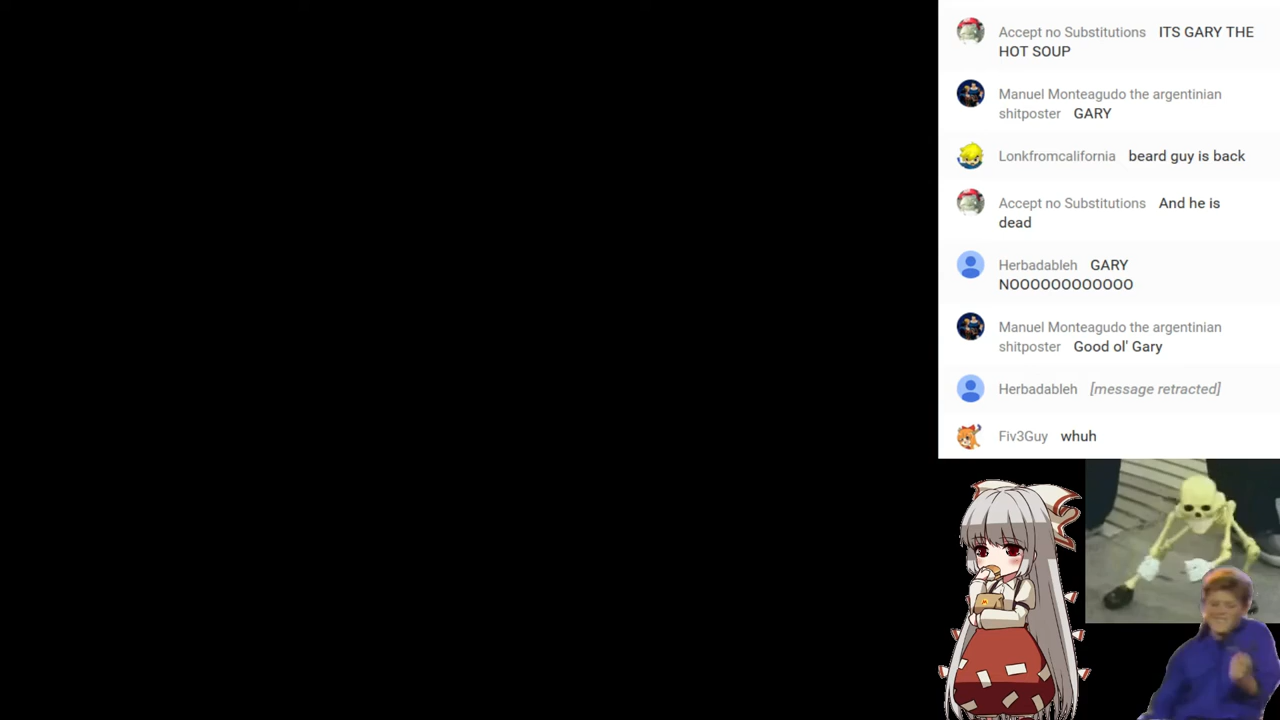 Accept no Substitutions ITS GARY THE
HOT SOUP
Manuel Monteagudo the argentinian
shitposter GARY
Lonkfromcalifornia beard guy is back
Accept no Substitutions And he is
dead
Herbadableh GARY
NOOOOOOOOOOOO
Manuel Monteagudo the argentinian
shitposter Good ol' Gary
Herbadableh [message retracted]
Fiv3Guy whuh